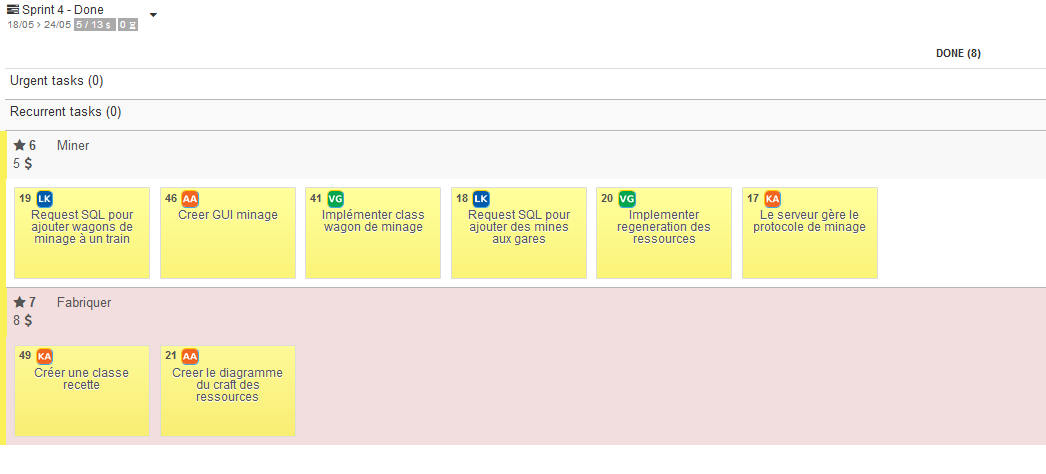 Sprint 4 - Done
18/05 > 24/05 5 / 13 $ 0
DONE (8)
Urgent tasks (0)
Recurrent tasks (0)
6 Miner
5 $
19 LK
Request SQL pour
ajouter wagons de
minage à un train
46 AA
Creer GUI minage
41 VG
Implémenter class
wagon de minage
18 LK
Request SQL pour
ajouter des mines
aux gares
20 VG
Implementer
regeneration des
ressources
17 KA
Le serveur gère le
protocole de minage
7 Fabriquer
8 $
49 KA
Créer une classe
recette
21 AA
Creer le diagramme
du craft des
ressources